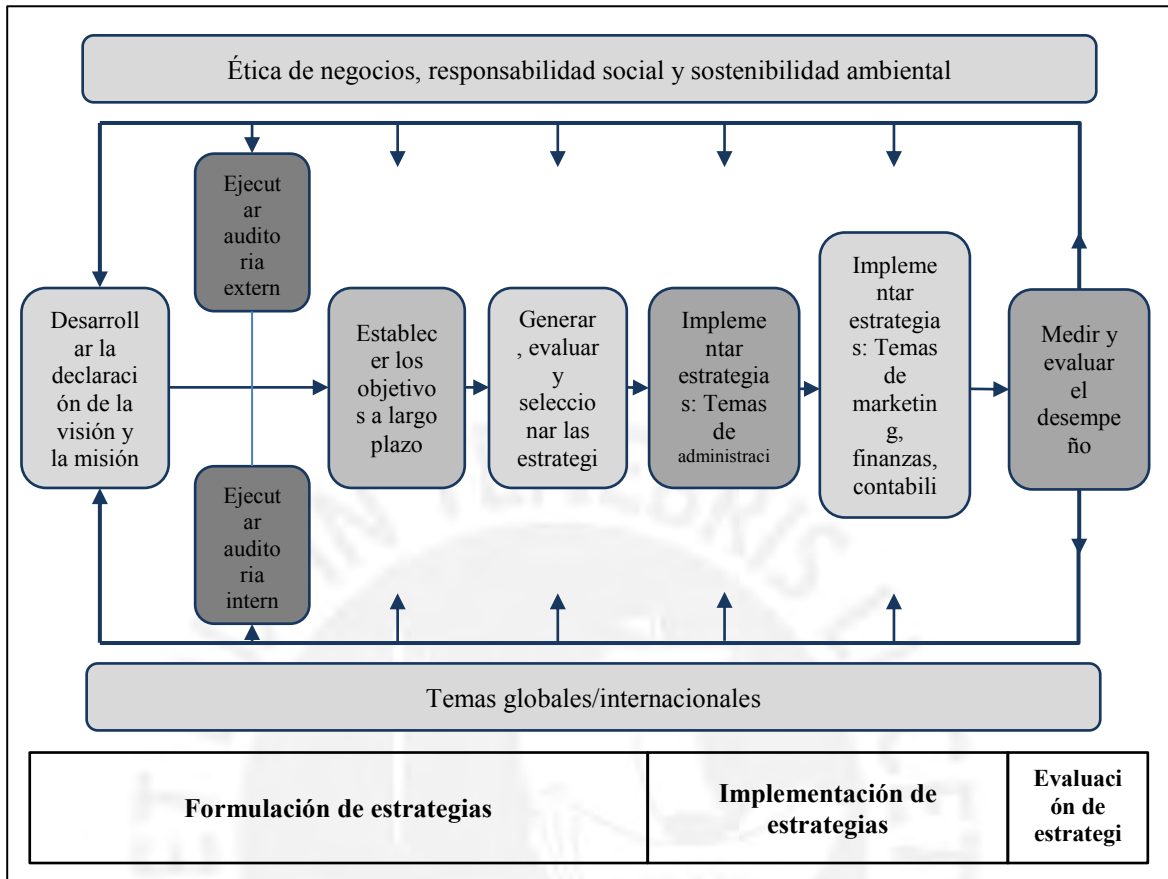 Ética de negocios, responsabilidad social y sostenibilidad ambiental
Ejecut
ar
audito
ria
extern
Desarroll
ar la
declaraci
ón de la
visión y
la misión
Ejecut
ar
audito
ria
intern
Establec
er los
objetivo
s a largo
plazo
Generar
, evaluar
y
seleccio
nar las
estrategi
Impleme
ntar
estrategia
s: Temas
de
administraci
Impleme
ntar
estrategia
s: Temas
de
marketin
g,
finanzas,
contabili
Medir y
evaluar
el
desempe
ño
Temas globales/internacionales
Formulación de estrategias
Implementación de
estrategias
Evaluaci
ón de
estrategi